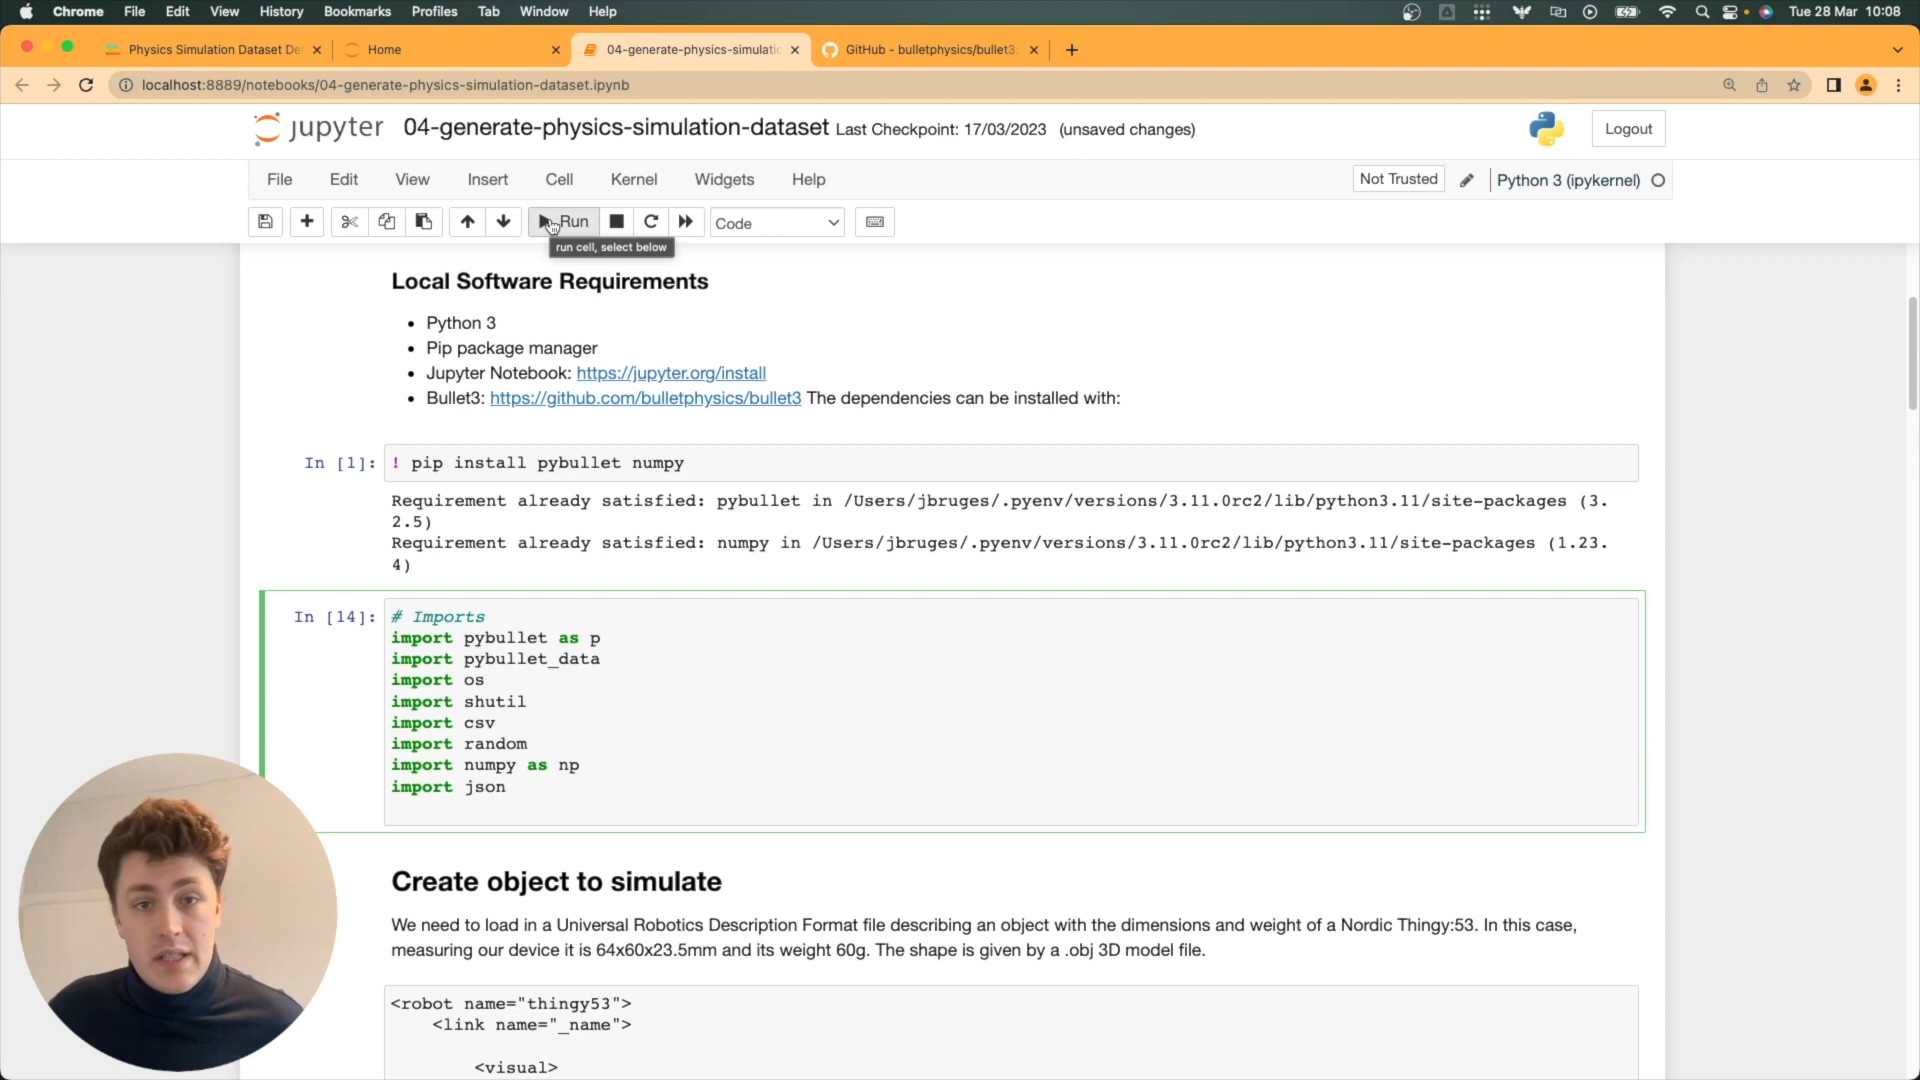 Chrome File Edit View History Bookmarks Profiles Tab Window Help Tue 28 Mar 10:08
Physics Simulation Dataset De Home 04-generate-physics-simulatio GitHub - bulletphysics/bullet3:
localhost:8889/notebooks/04-generate-physics-simulation-dataset.ipynb
jupyter 04-generate-physics-simulation-dataset Last Checkpoint: 17/03/2023 (unsaved changes) Logout
File Edit View Insert Cell Kernel Widgets Help Not Trusted Python 3 (ipykernel)
Run Code
run cell, select below
Local Software Requirements
• Python 3
• Pip package manager
• Jupyter Notebook: https://jupyter.org/install
• Bullet3: https://github.com/bulletphysics/bullet3 The dependencies can be installed with:
In [1]: ! pip install pybullet numpy
Requirement already satisfied: pybullet in /Users/jbruges/.pyenv/versions/3.11.0rc2/lib/python3.11/site-packages (3.
2.5)
Requirement already satisfied: numpy in /Users/jbruges/.pyenv/versions/3.11.0rc2/lib/python3.11/site-packages (1.23.
4)
In [14]: # Imports
import pybullet as p
import pybullet_data
import os
import shutil
import csv
import random
import numpy as np
import json
Create object to simulate
We need to load in a Universal Robotics Description Format file describing an object with the dimensions and weight of a Nordic Thingy:53. In this case,
measuring our device it is 64x60x23.5mm and its weight 60g. The shape is given by a .obj 3D model file.
<robot name="thingy53">
<link name="_name">
<visual>